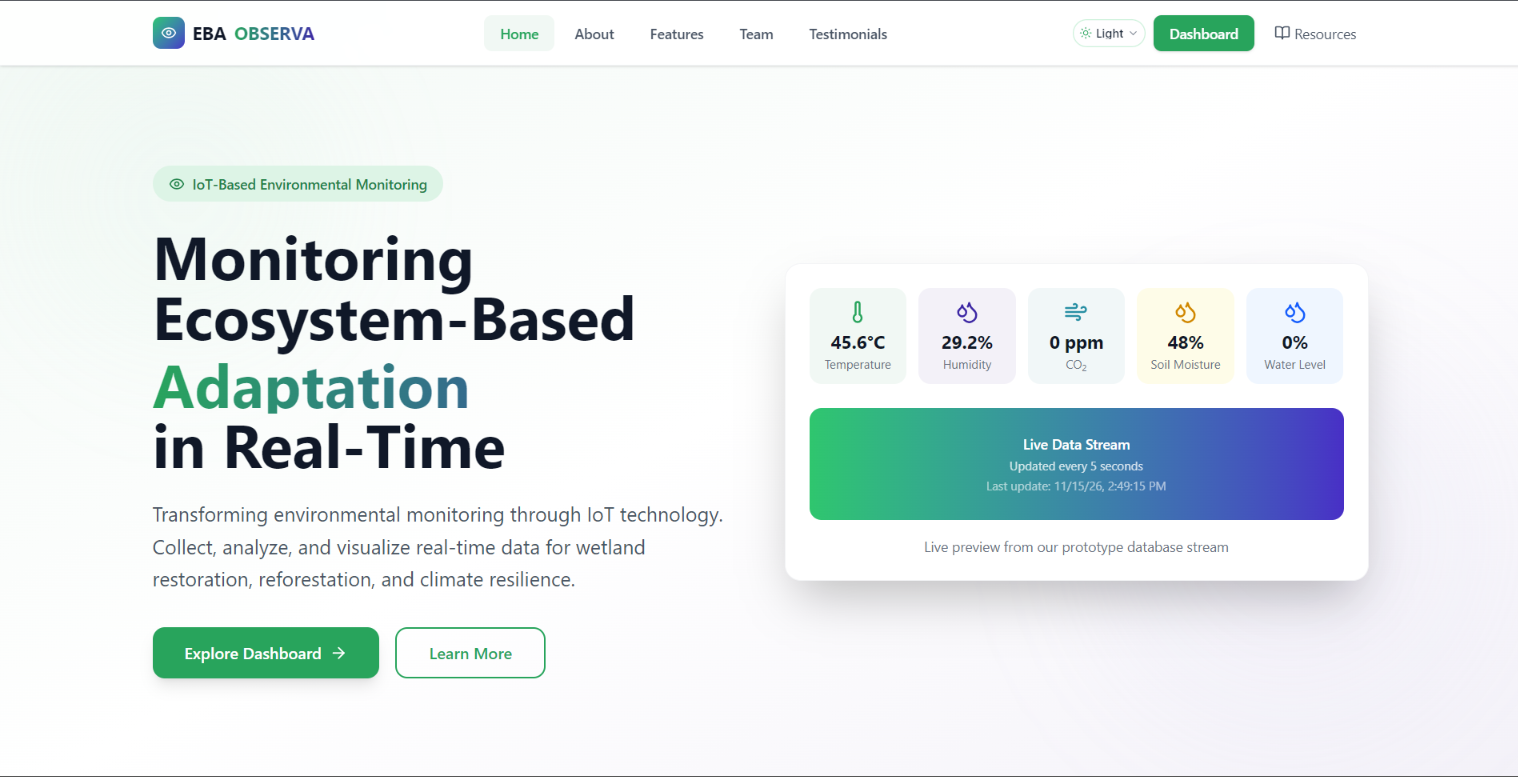 EBA OBSERVA
Home
About
Features
Team
Testimonials
Light
Dashboard
Resources
IoT-Based Environmental Monitoring
Monitoring
Ecosystem-Based
Adaptation
in Real-Time
Transforming environmental monitoring through IoT technology.
Collect, analyze, and visualize real-time data for wetland
restoration, reforestation, and climate resilience.
Explore Dashboard →
Learn More
45.6°C
Temperature
29.2%
Humidity
0 ppm
CO₂
48%
Soil Moisture
0%
Water Level
Live Data Stream
Updated every 5 seconds
Last update: 11/15/26, 2:49:15 PM
Live preview from our prototype database stream